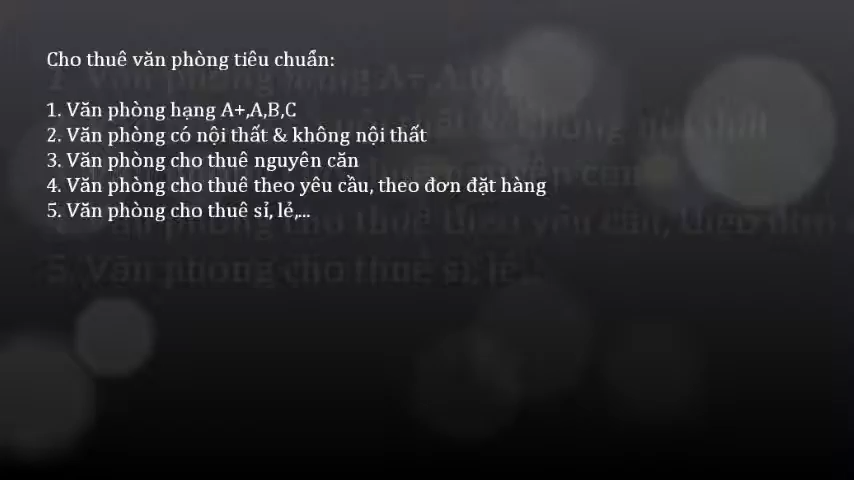 Cho thuê văn phòng tiêu chuẩn:
1. Văn phòng hạng A+,A,B,C
2. Văn phòng có nội thất & không nội thất
3. Văn phòng cho thuê nguyên căn
4. Văn phòng cho thuê theo yêu cầu, theo đơn đặt hàng
5. Văn phòng cho thuê sỉ, lẻ,...